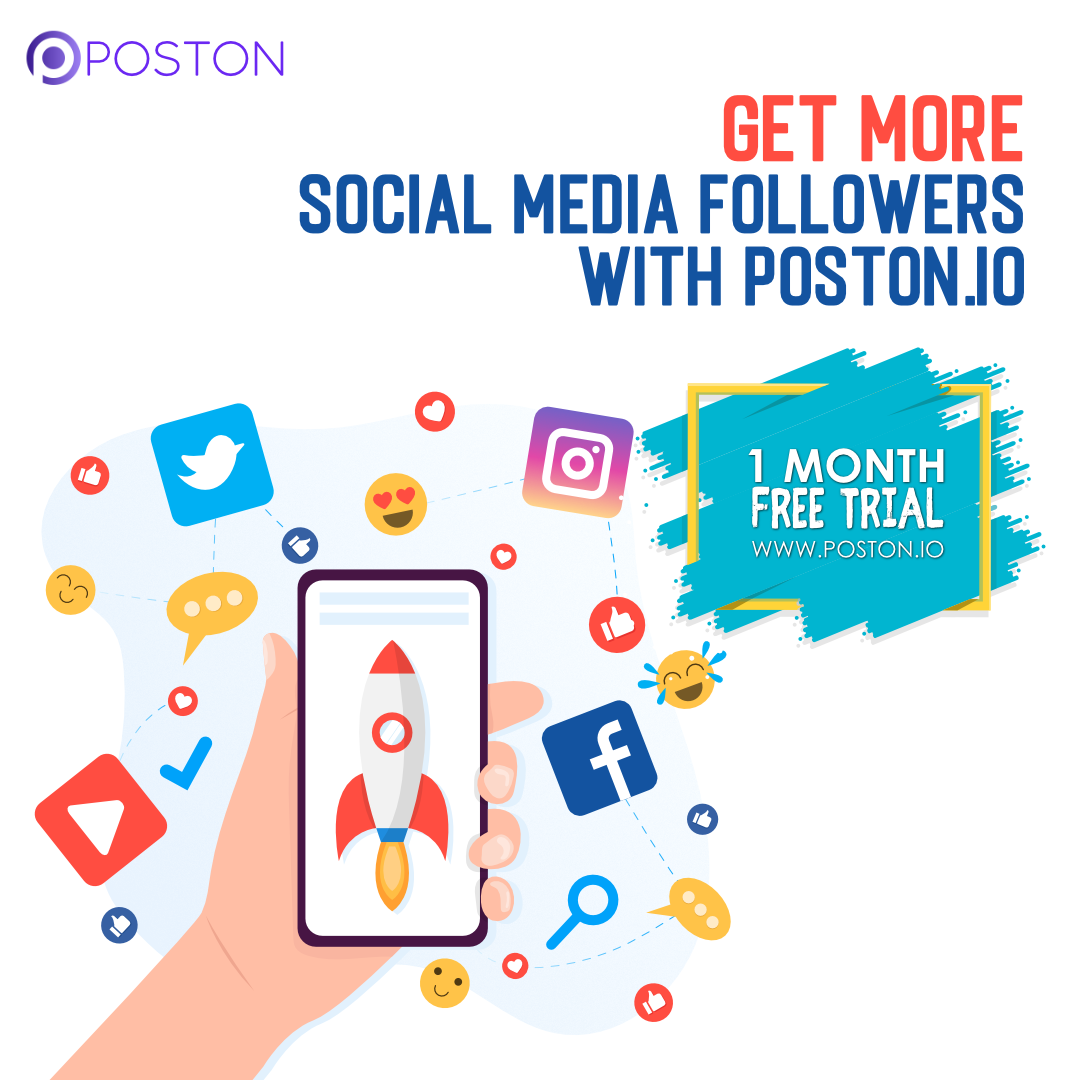 POSTON
GET MORE
SOCIAL MEDIA FOLLOWERS
WITH POSTON.IO
1 MONTH
FREE TRIAL
WWW.POSTON.IO